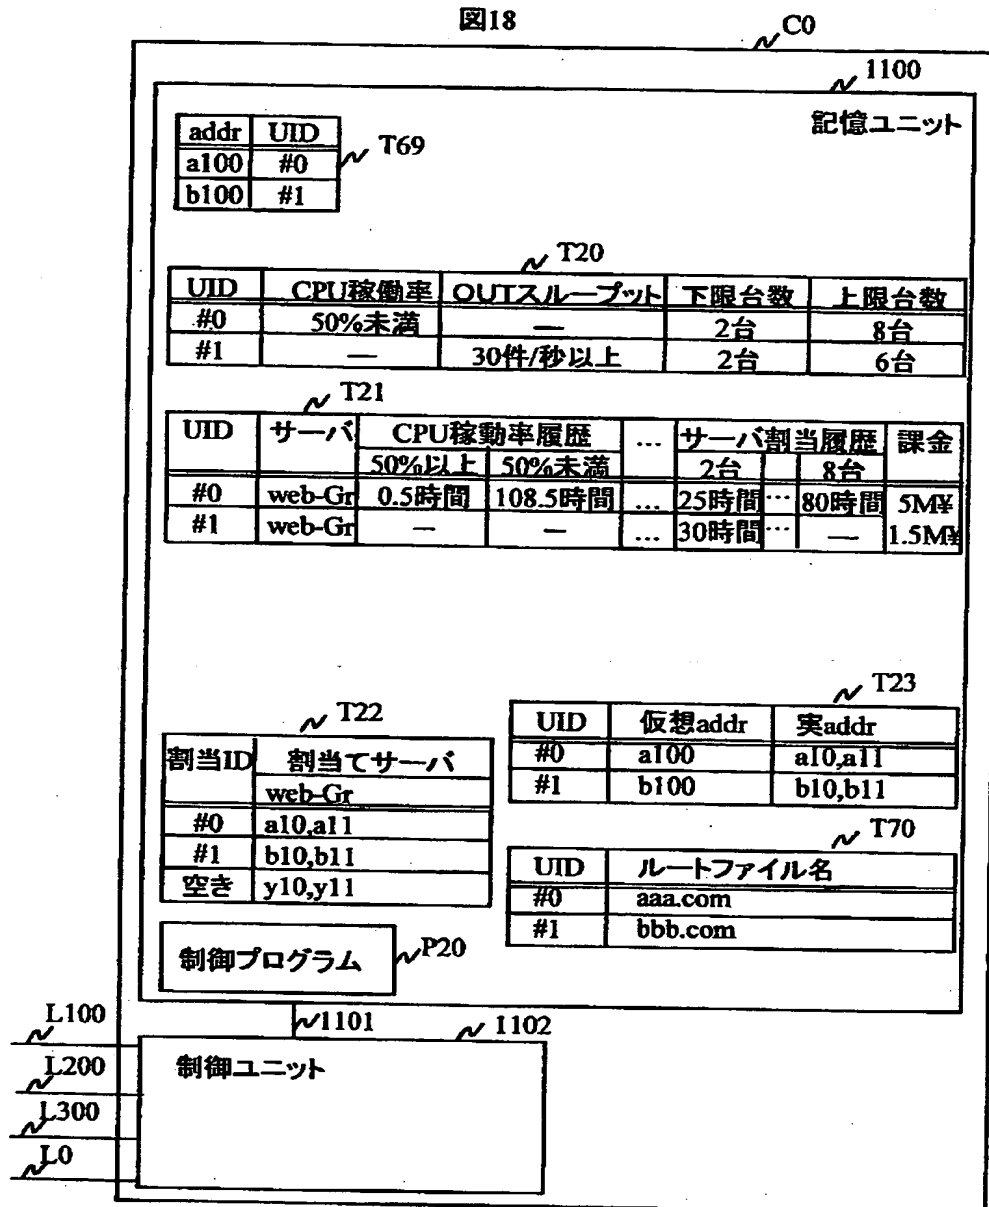 図18
C0
1100
記憶ユニット
addr UID
a100 #0
b100 #1
T69
T20
UID CPU稼働率 OUTスループット 下限台数 上限台数
#0 50%未満 — 2台 8台
#1 — 30件/秒以上 2台 6台
T21
UID サーバ CPU稼動率履歴 … サーバ割当履歴 課金
50%以上 50%未満 2台 8台
#0 web-Gr 0.5時間 108.5時間 … 25時間 … 80時間 5M¥
#1 web-Gr — — … 30時間 … — 1.5M¥
T22
割当ID 割当てサーバ
web-Gr
#0 a10,a11
#1 b10,b11
空き y10,y11
T23
UID 仮想addr 実addr
#0 a100 a10,a11
#1 b100 b10,b11
T70
UID ルートファイル名
#0 aaa.com
#1 bbb.com
制御プログラム
P20
1101
1102
制御ユニット
L100
L200
L300
L0